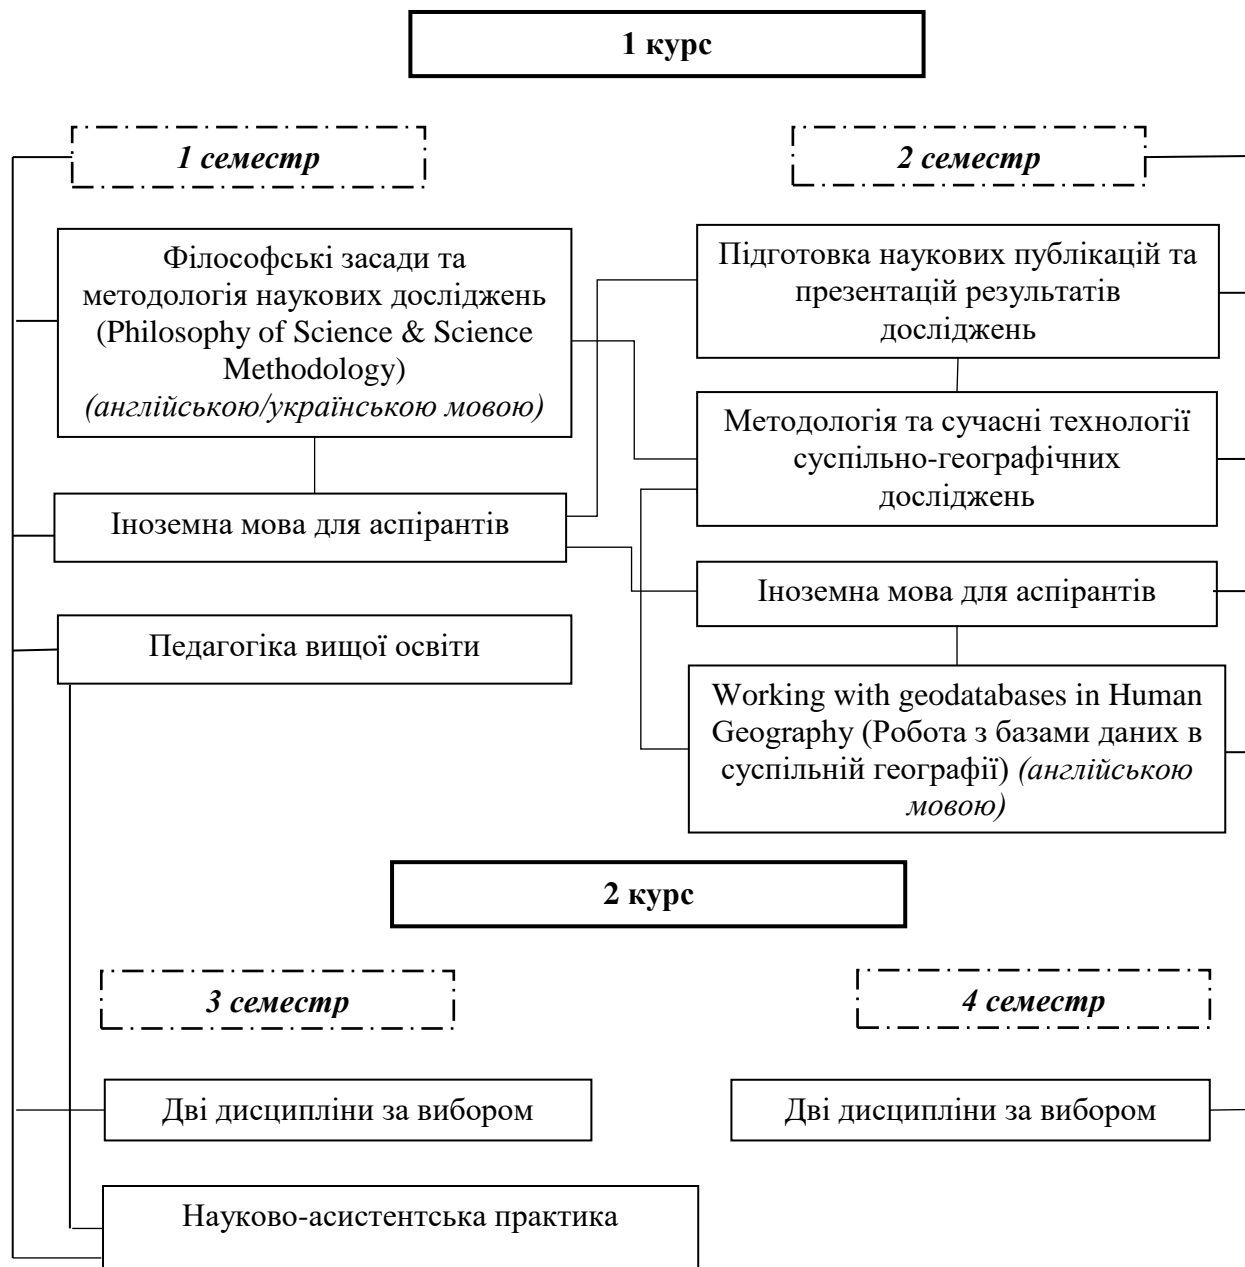 1 курс
1 семестр
Філософські засади та
методологія наукових досліджень
(Philosophy of Science & Science
Methodology)
(англійською/українською мовою)
Іноземна мова для аспірантів
Педагогіка вищої освіти
2 семестр
Підготовка наукових публікацій та
презентацій результатів
досліджень
Методологія та сучасні технології
суспільно-географічних
досліджень
Іноземна мова для аспірантів
Working with geodatabases in Human
Geography (Робота з базами даних в
суспільній географії) (англійською
мовою)
2 курс
3 семестр
Дві дисципліни за вибором
Науково-асистентська практика
4 семестр
Дві дисципліни за вибором